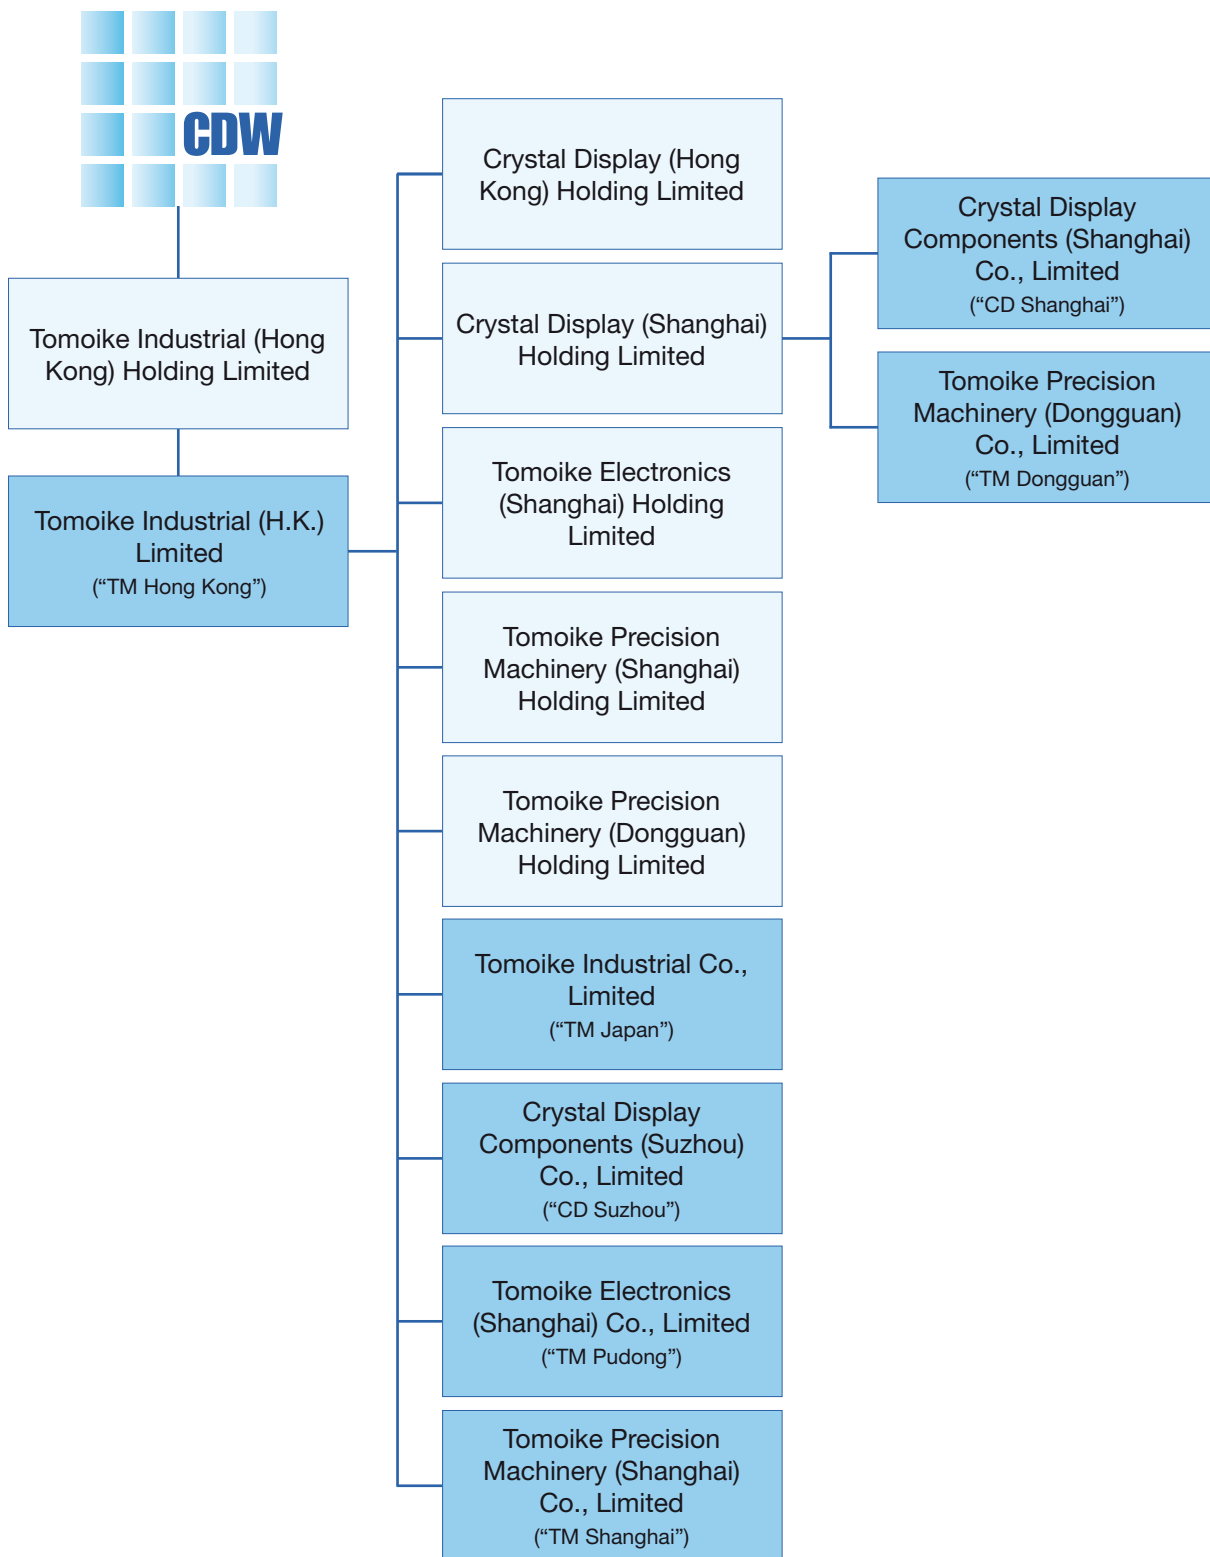 CDW
Tomoike Industrial (Hong
Kong) Holding Limited
Tomoike Industrial (H.K.)
Limited
(“TM Hong Kong”)
Crystal Display (Hong
Kong) Holding Limited
Crystal Display (Shanghai)
Holding Limited
Tomoike Electronics
(Shanghai) Holding
Limited
Tomoike Precision
Machinery (Shanghai)
Holding Limited
Tomoike Precision
Machinery (Dongguan)
Holding Limited
Tomoike Industrial Co.,
Limited
(“TM Japan”)
Crystal Display
Components (Suzhou)
Co., Limited
(“CD Suzhou”)
Tomoike Electronics
(Shanghai) Co., Limited
(“TM Pudong”)
Tomoike Precision
Machinery (Shanghai)
Co., Limited
(“TM Shanghai”)
Crystal Display
Components (Shanghai)
Co., Limited
(“CD Shanghai”)
Tomoike Precision
Machinery (Dongguan)
Co., Limited
(“TM Dongguan”)